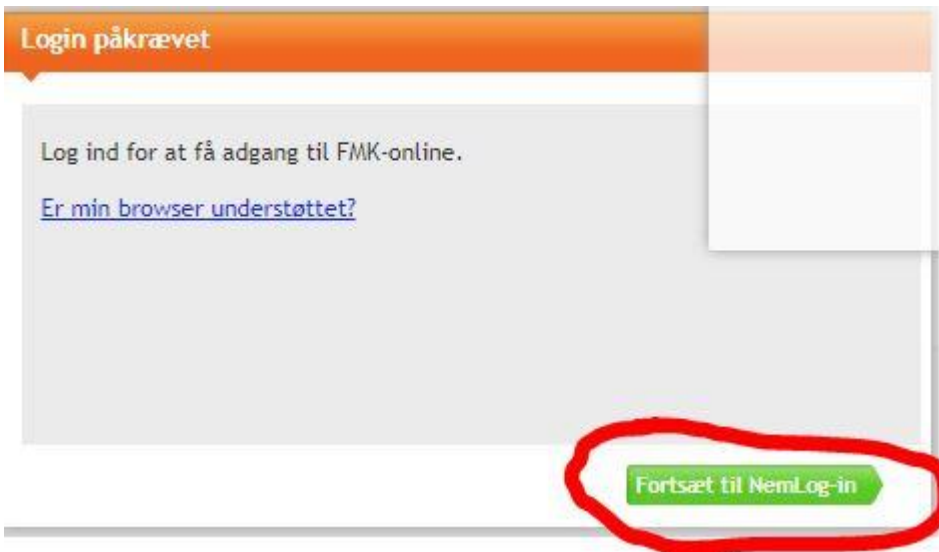 Login påkrævet
Log ind for at få adgang til FMK-online.
Er min browser understøttet?
Fortsæt til NemLog-in